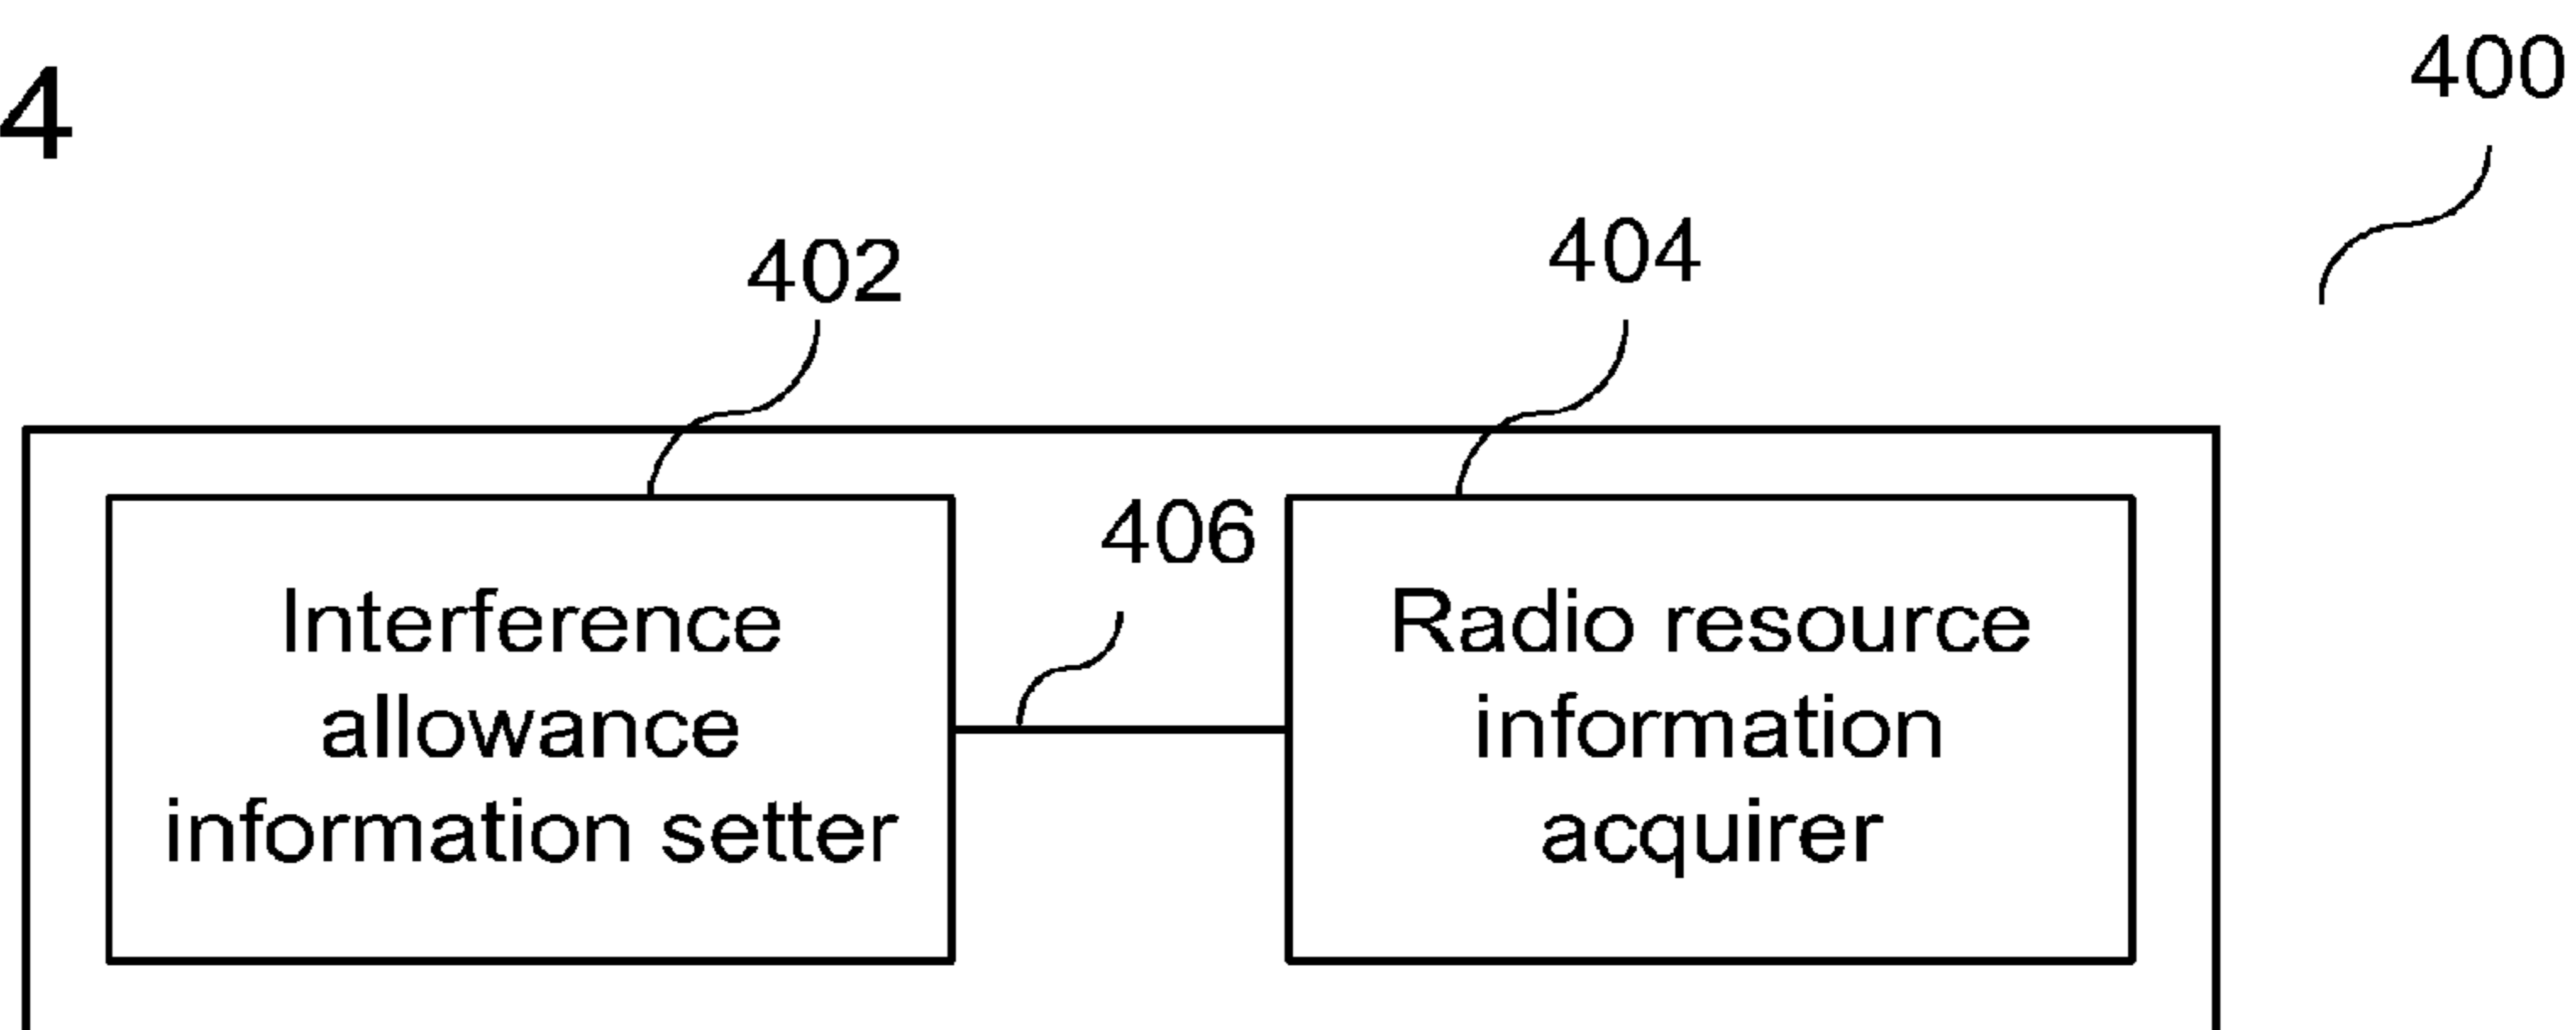 4
400
402
404
406
Interference
allowance
information setter
Radio resource
information
acquirer